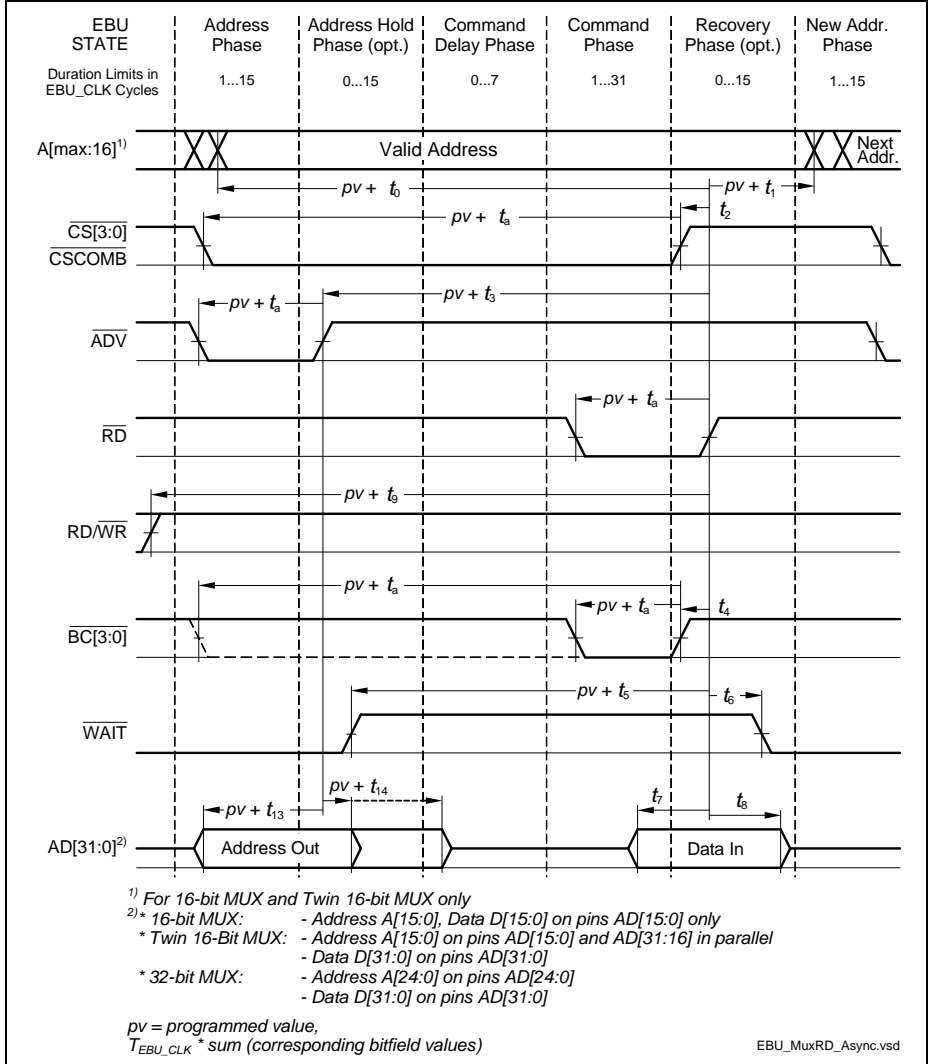 EBU STATE
Address Phase
Address Hold Phase (opt.)
Command Delay Phase
Command Phase
Recovery Phase (opt.)
New Addr. Phase
Duration Limits in EBU_CLK Cycles
1...15
0...15
0...7
1...31
0...15
1...15
A[max:16]1)
Valid Address
Next Addr.
pv + t0
pv + t1
pv + ta
t2
CS[3:0]
CSCOMB
pv + ta
pv + t3
ADV
pv + ta
RD
pv + t9
RD/WR
pv + ta
pv + ta
t4
BC[3:0]
pv + t5
t6
WAIT
pv + t13
pv + t14
t7
t8
AD[31:0]2)
Address Out
Data In
1) For 16-bit MUX and Twin 16-bit MUX only
2)* 16-bit MUX: - Address A[15:0], Data D[15:0] on pins AD[15:0] only
* Twin 16-Bit MUX: - Address A[15:0] on pins AD[15:0] and AD[31:16] in parallel
- Data D[31:0] on pins AD[31:0]
* 32-bit MUX: - Address A[24:0] on pins AD[24:0]
- Data D[31:0] on pins AD[31:0]
pv = programmed value,
TEBU_CLK * sum (corresponding bitfield values)
EBU_MuxRD_Async.vsd